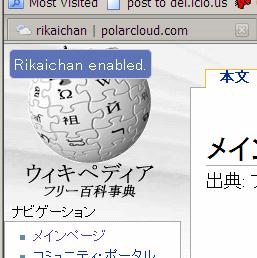 Most Visited post to del.icio.us
rikaichan | polarcloud.com
Rikaichan enabled.
本文
ウィキペディア
フリー百科事典
メイン
出典:
ナビゲーション
メインページ
コミュニティ・ポータル